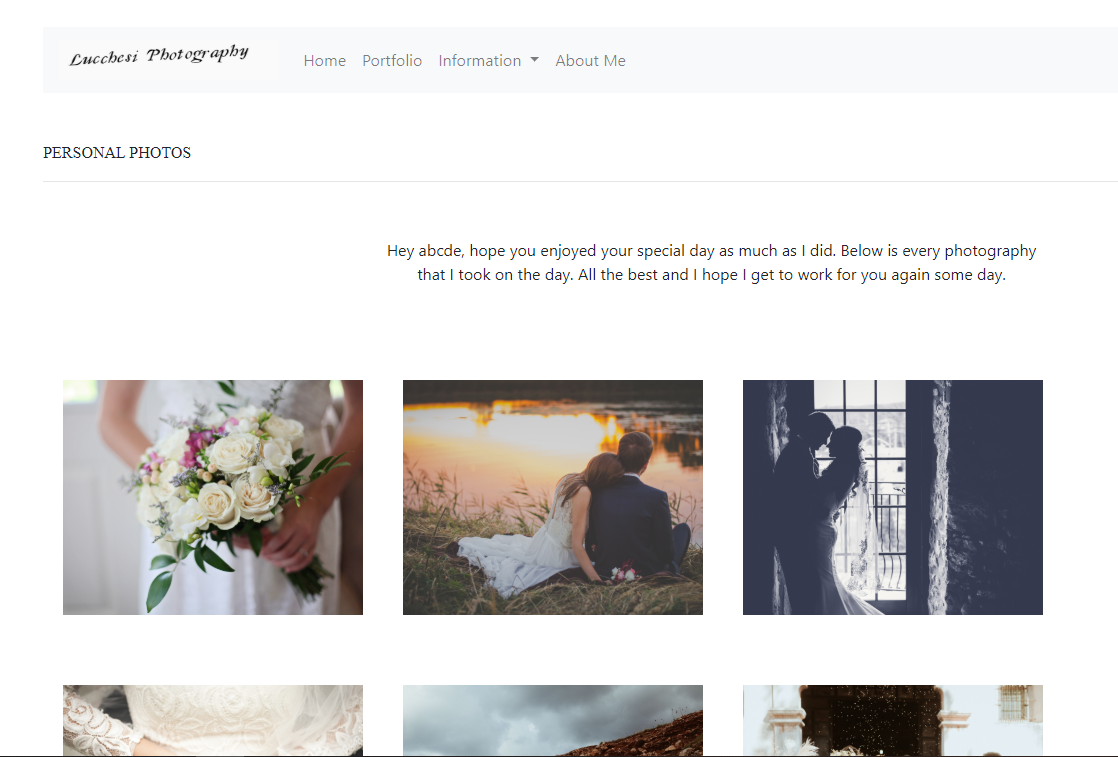 Lucchesi Photography
Home Portfolio Information About Me
PERSONAL PHOTOS
Hey abcde, hope you enjoyed your special day as much as I did. Below is every photography
that I took on the day. All the best and I hope I get to work for you again some day.